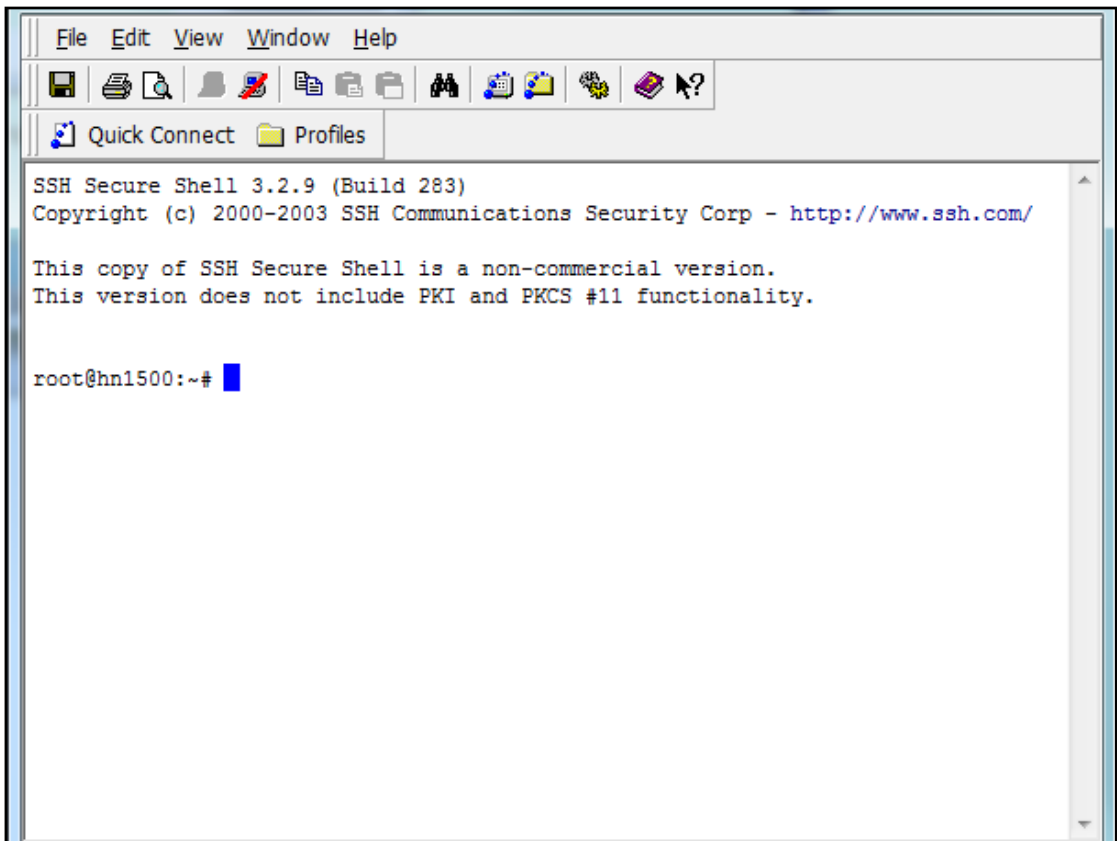 File Edit View Window Help
Quick Connect Profiles
SSH Secure Shell 3.2.9 (Build 283)
Copyright (c) 2000-2003 SSH Communications Security Corp - http://www.ssh.com/
This copy of SSH Secure Shell is a non-commercial version.
This version does not include PKI and PKCS #11 functionality.
root@hn1500:~#